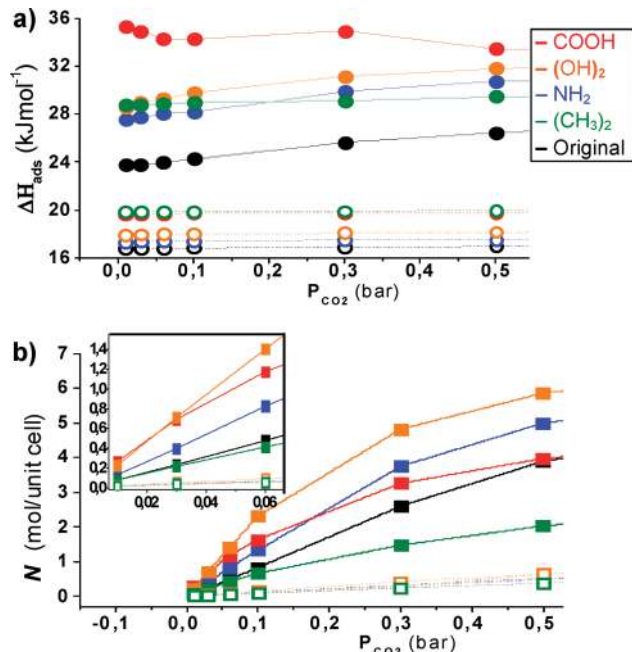 a)
36
32
28
24
20
16
ΔH_ads (kJmol⁻¹)
0,0 0,1 0,2 0,3 0,4 0,5
P_CO2 (bar)
COOH
(OH)₂
NH₂
(CH₃)₂
Original
b)
7
6
5
4
3
2
1
0
N (mol/unit cell)
1,4
1,2
1,0
0,8
0,6
0,4
0,2
0,0
0,02 0,04 0,06
-0,1 0,0 0,1 0,2 0,3 0,4 0,5
P_CO2 (bar)